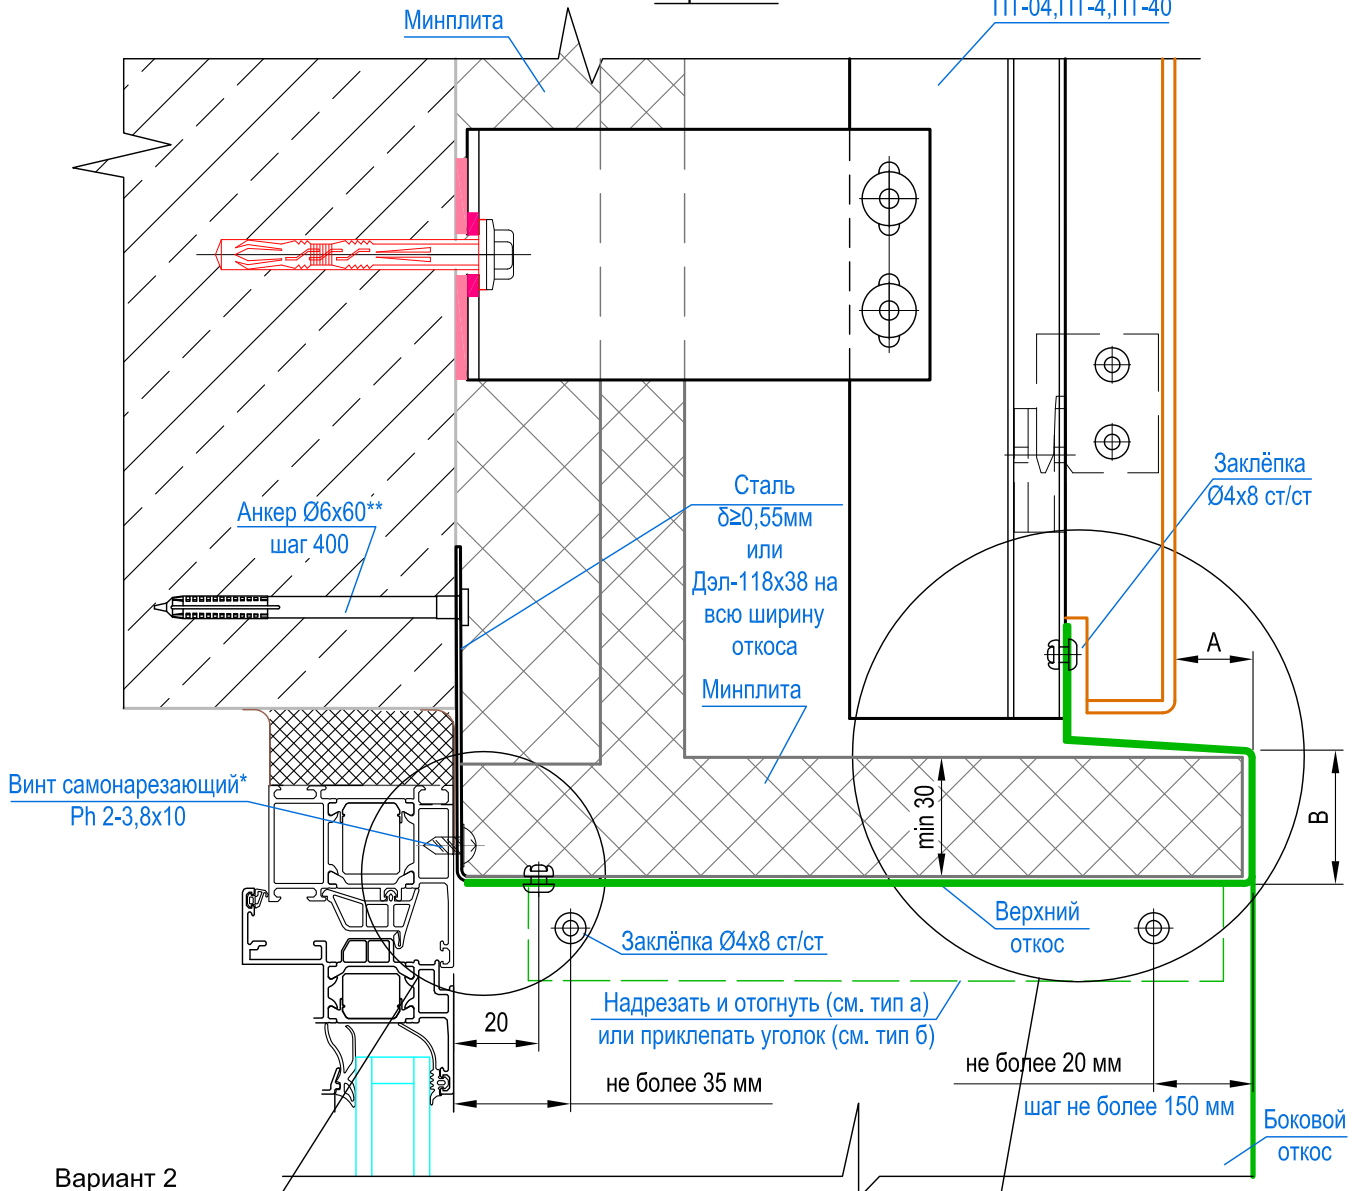 Минплита
ПТ-04,ПТ-4,ПТ-40
Заклёпка
Ø4х8 ст/ст
Сталь
δ≥0,55мм
или
Дэл-118х38 на
всю ширину
откоса
Анкер Ø6х60**
шаг 400
А
Минплита
Винт самонарезающий*
Ph 2-3,8х10
min 30
В
Верхний
откос
Заклёпка Ø4х8 ст/ст
Надрезать и отогнуть (см. тип а)
или приклепать уголок (см. тип б)
20
не более 20 мм
не более 35 мм
шаг не более 150 мм
Боковой
откос
Вариант 2